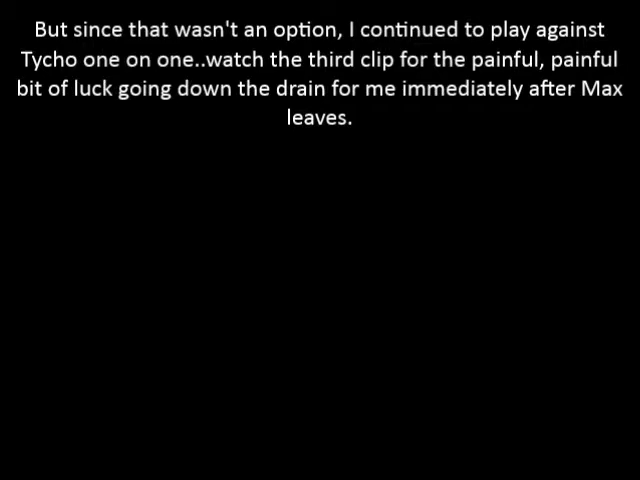 But since that wasn't an option, I continued to play against
Tycho one on one..watch the third clip for the painful, painful
bit of luck going down the drain for me immediately after Max
leaves.